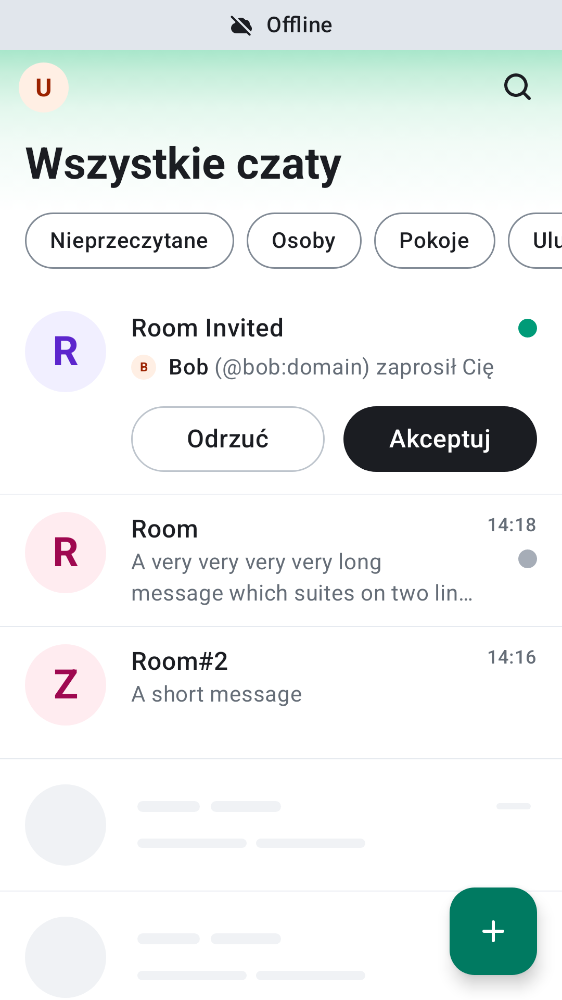 Offline
U
Wszystkie czaty
Nieprzeczytane
Osoby
Pokoje
Ulu
R
Room Invited
B
Bob (@bob:domain) zaprosił Cię
Odrzuć
Akceptuj
R
Room
14:18
A very very very very long
message which suites on two lin…
Z
Room#2
14:16
A short message